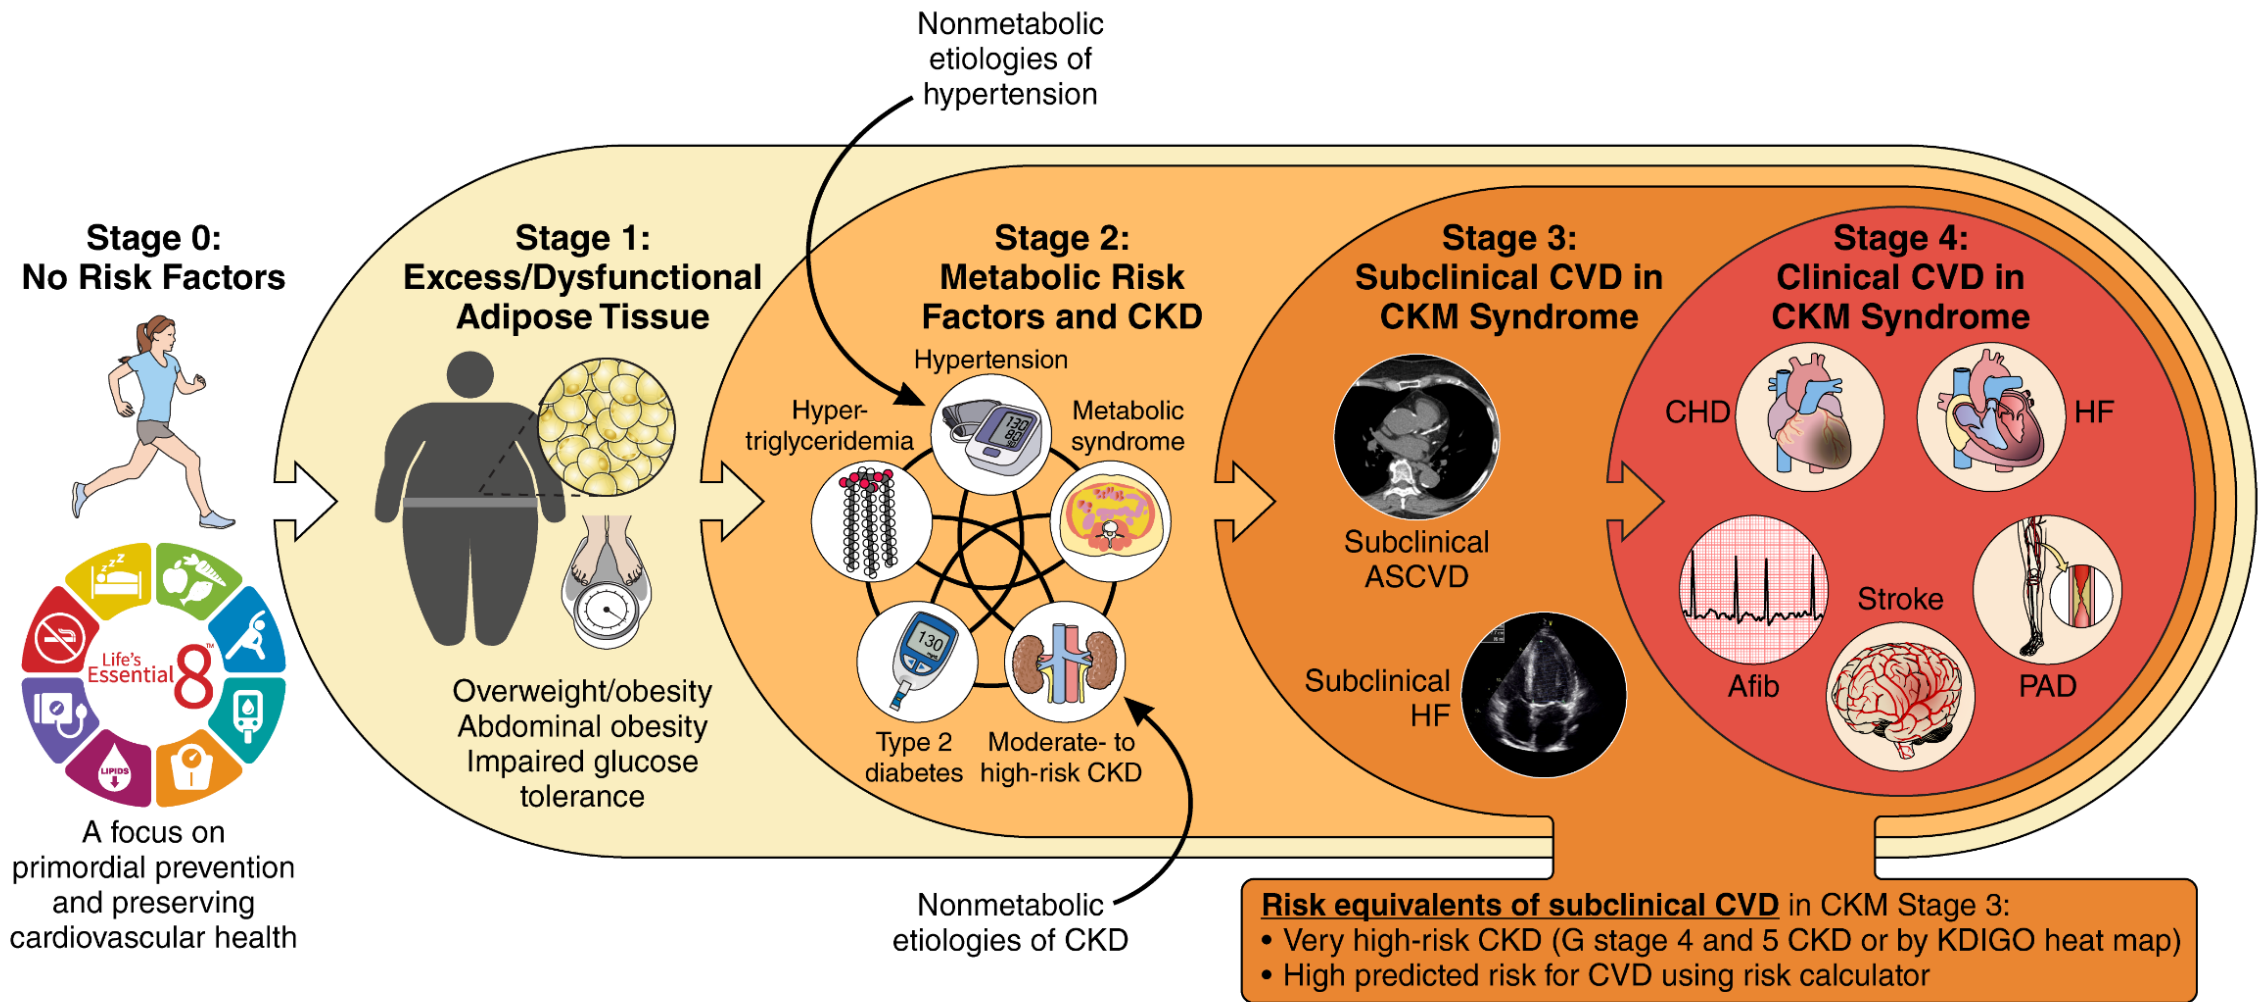 Nonmetabolic
etiologies of
hypertension
Stage 0:
No Risk Factors
Life's
Essential 8™
LIPIDS
A focus on
primordial prevention
and preserving
cardiovascular health
Stage 1:
Excess/Dysfunctional
Adipose Tissue
Overweight/obesity
Abdominal obesity
Impaired glucose
tolerance
Stage 2:
Metabolic Risk
Factors and CKD
Hypertension
130
80
Hyper-
triglyceridemia
Metabolic
syndrome
130
Type 2
diabetes
Moderate- to
high-risk CKD
Nonmetabolic
etiologies of CKD
Stage 3:
Subclinical CVD in
CKM Syndrome
Subclinical
ASCVD
Subclinical
HF
Stage 4:
Clinical CVD in
CKM Syndrome
CHD
HF
Afib
Stroke
PAD
Risk equivalents of subclinical CVD in CKM Stage 3:
• Very high-risk CKD (G stage 4 and 5 CKD or by KDIGO heat map)
• High predicted risk for CVD using risk calculator